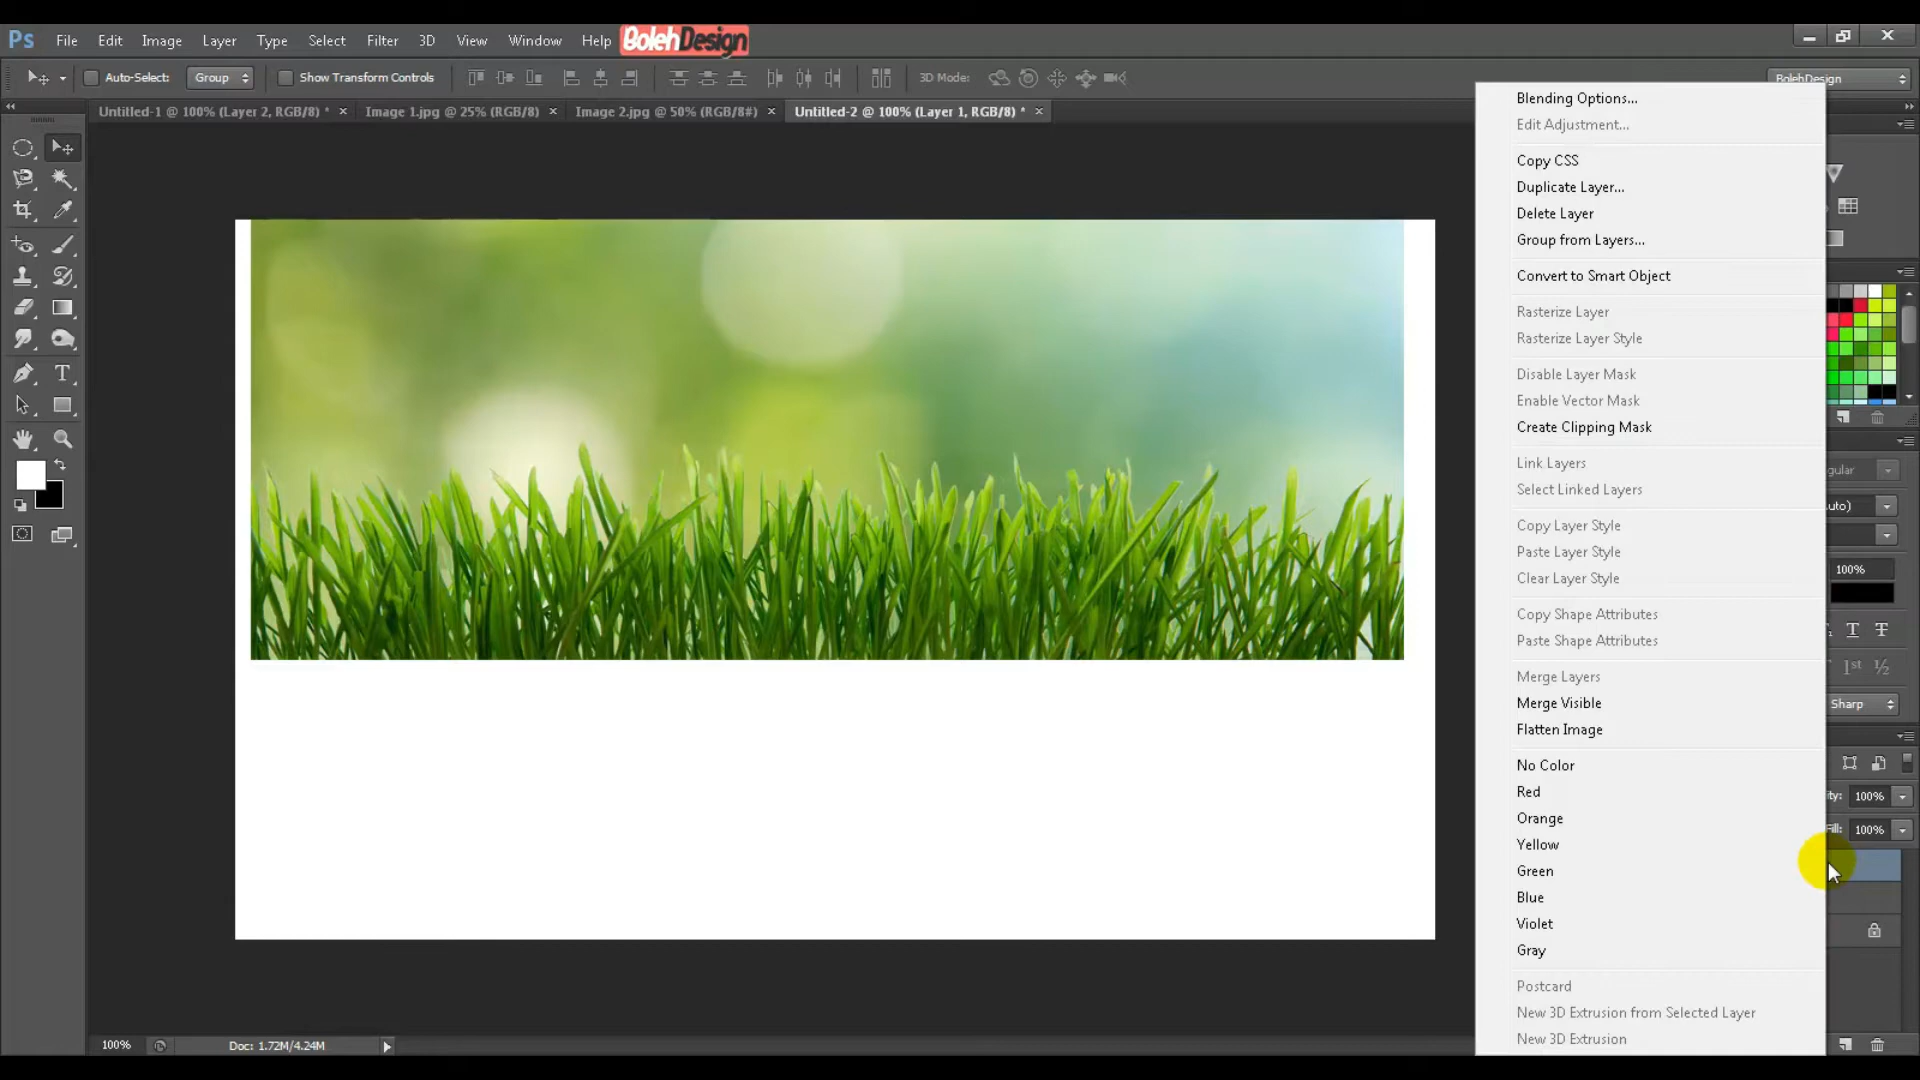 Ps File Edit Image Layer Type Select Filter 3D View Window Help BolehDesign
Auto-Select: Group Show Transform Controls 3D Mode: BolehDesign
Untitled-1 @ 100% (Layer 2, RGB/8) * × Image 1.jpg @ 25% (RGB/8) × Image 2.jpg @ 50% (RGB/8#) × Untitled-2 @ 100% (Layer 1, RGB/8) * ×
Blending Options...
Edit Adjustment...
Copy CSS
Duplicate Layer...
Delete Layer
Group from Layers...
Convert to Smart Object
Rasterize Layer
Rasterize Layer Style
Disable Layer Mask
Enable Vector Mask
Create Clipping Mask
Link Layers
Select Linked Layers
Copy Layer Style
Paste Layer Style
Clear Layer Style
Copy Shape Attributes
Paste Shape Attributes
Merge Layers
Merge Visible
Flatten Image
No Color
Red
Orange
Yellow
Green
Blue
Violet
Gray
Postcard
New 3D Extrusion from Selected Layer
New 3D Extrusion
gular
uto)
100%
T T
1st ½
Sharp
ity: 100%
Fill: 100%
100% Doc: 1.72M/4.24M